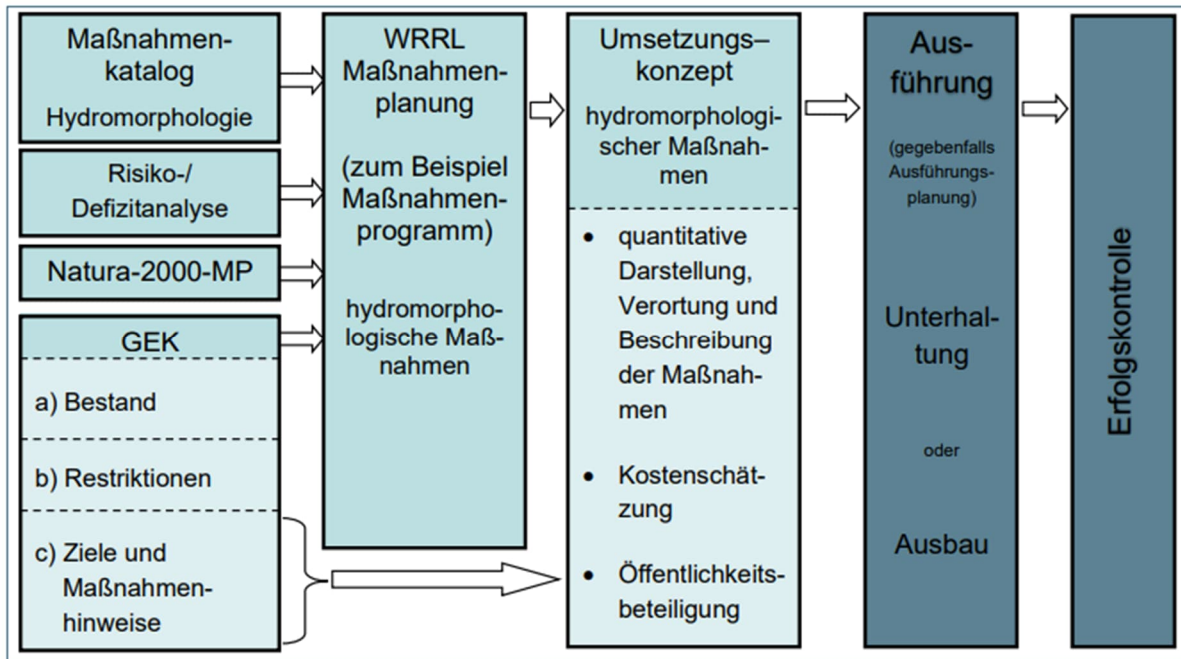 Maßnahmen-
katalog
Hydromorphologie
Risiko-/
Defizitanalyse
Natura-2000-MP
GEK
a) Bestand
b) Restriktionen
c) Ziele und
Maßnahmen-
hinweise
WRRL
Maßnahmen-
planung
(zum Beispiel
Maßnahmen-
programm)
hydromorpho-
logische Maß-
nahmen
Umsetzungs–
konzept
hydromorphologi-
scher Maßnah-
men
• quantitative
Darstellung,
Verortung und
Beschreibung
der Maßnah-
men
• Kostenschät-
zung
• Öffentlichkeits-
beteiligung
Aus-
führung
(gegebenfalls
Ausführungs-
planung)
Unterhal-
tung
oder
Ausbau
Erfolgskontrolle